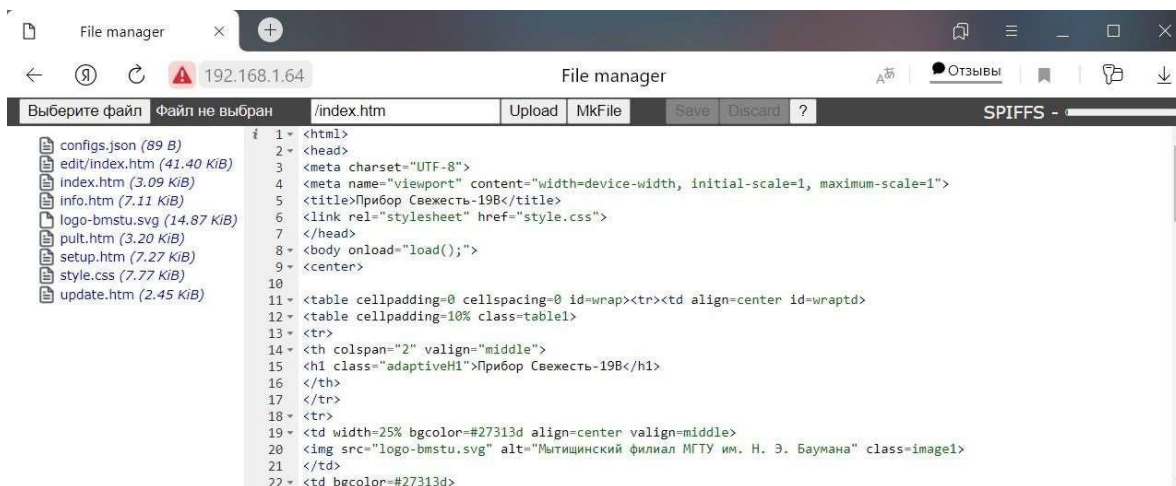 File manager
192.168.1.64 File manager Отзывы
Выберите файл Файл не выбран /index.htm Upload MkFile Save Discard ? SPIFFS -
configs.json (89 B)
edit/index.htm (41.40 KiB)
index.htm (3.09 KiB)
info.htm (7.11 KiB)
logo-bmstu.svg (14.87 KiB)
pult.htm (3.20 KiB)
setup.htm (7.27 KiB)
style.css (7.77 KiB)
update.htm (2.45 KiB)
1 <html>
2 <head>
3 <meta charset="UTF-8">
4 <meta name="viewport" content="width=device-width, initial-scale=1, maximum-scale=1">
5 <title>Прибор Свежесть-19В</title>
6 <link rel="stylesheet" href="style.css">
7 </head>
8 <body onload="load();">
9 <center>
10
11 <table cellpadding=0 cellspacing=0 id=wrap><tr><td align=center id=wraptd>
12 <table cellpadding=10% class=table1>
13 <tr>
14 <th colspan="2" valign="middle">
15 <h1 class="adaptiveH1">Прибор Свежесть-19В</h1>
16 </th>
17 </tr>
18 <tr>
19 <td width=25% bgcolor=#27313d align=center valign=middle>
20 <img src="logo-bmstu.svg" alt="Мытищинский филиал МГТУ им. Н. Э. Баумана" class=image1>
21 </td>
22 <td bgcolor=#27313d>